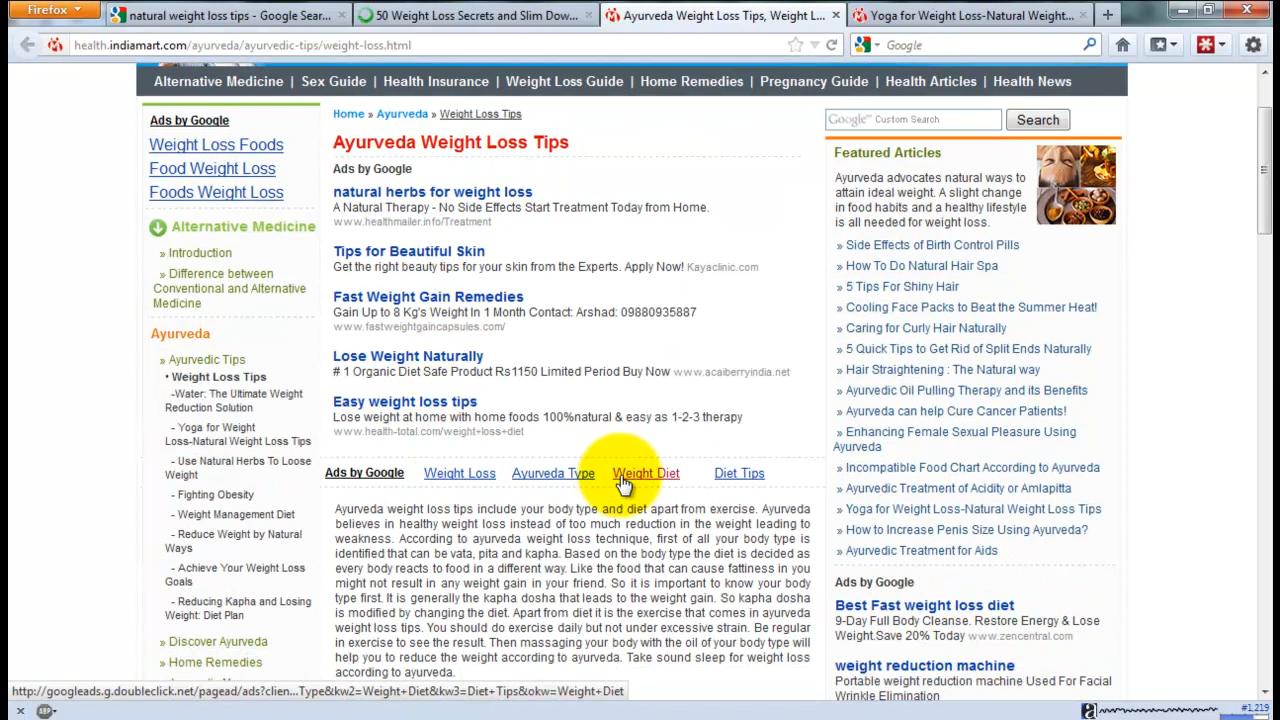 Firefox
natural weight loss tips - Google Sear...
50 Weight Loss Secrets and Slim Dow...
Ayurveda Weight Loss Tips, Weight L...
Yoga for Weight Loss-Natural Weight...
health.indiamart.com/ayurveda/ayurvedic-tips/weight-loss.html
Google
Alternative Medicine | Sex Guide | Health Insurance | Weight Loss Guide | Home Remedies | Pregnancy Guide | Health Articles | Health News
Ads by Google
Weight Loss Foods
Food Weight Loss
Foods Weight Loss
Alternative Medicine
» Introduction
» Difference between
Conventional and Alternative
Medicine
Ayurveda
» Ayurvedic Tips
• Weight Loss Tips
-Water: The Ultimate Weight
Reduction Solution
- Yoga for Weight
Loss-Natural Weight Loss Tips
- Use Natural Herbs To Loose
Weight
- Fighting Obesity
- Weight Management Diet
- Reduce Weight by Natural
Ways
- Achieve Your Weight Loss
Goals
- Reducing Kapha and Losing
Weight: Diet Plan
» Discover Ayurveda
» Home Remedies
Home » Ayurveda » Weight Loss Tips
Ayurveda Weight Loss Tips
Ads by Google
natural herbs for weight loss
A Natural Therapy - No Side Effects Start Treatment Today from Home.
www.healthmailer.info/Treatment
Tips for Beautiful Skin
Get the right beauty tips for your skin from the Experts. Apply Now! Kayaclinic.com
Fast Weight Gain Remedies
Gain Up to 8 Kg's Weight In 1 Month Contact: Arshad: 09880935887
www.fastweightgaincapsules.com/
Lose Weight Naturally
# 1 Organic Diet Safe Product Rs1150 Limited Period Buy Now www.acaiberryindia.net
Easy weight loss tips
Lose weight at home with home foods 100%natural & easy as 1-2-3 therapy
www.health-total.com/weight+loss+diet
Ads by Google Weight Loss Ayurveda Type Weight Diet Diet Tips
Ayurveda weight loss tips include your body type and diet apart from exercise. Ayurveda
believes in healthy weight loss instead of too much reduction in the weight leading to
weakness. According to ayurveda weight loss technique, first of all your body type is
identified that can be vata, pita and kapha. Based on the body type the diet is decided as
every body reacts to food in a different way. Like the food that can cause fattiness in you
might not result in any weight gain in your friend. So it is important to know your body
type first. It is generally the kapha dosha that leads to the weight gain. So kapha dosha
is modified by changing the diet. Apart from diet it is the exercise that comes in ayurveda
weight loss tips. You should do exercise daily but not under excessive strain. Be regular
in exercise to see the result. Then massaging your body with the oil of your body type will
help you to reduce the weight according to ayurveda. Take sound sleep for weight loss
according to ayurveda.
Google™ Custom Search
Search
Featured Articles
Ayurveda advocates natural ways to
attain ideal weight. A slight change
in food habits and a healthy lifestyle
is all needed for weight loss.
» Side Effects of Birth Control Pills
» How To Do Natural Hair Spa
» 5 Tips For Shiny Hair
» Cooling Face Packs to Beat the Summer Heat!
» Caring for Curly Hair Naturally
» 5 Quick Tips to Get Rid of Split Ends Naturally
» Hair Straightening : The Natural way
» Ayurvedic Oil Pulling Therapy and its Benefits
» Ayurveda can help Cure Cancer Patients!
» Enhancing Female Sexual Pleasure Using
Ayurveda
» Incompatible Food Chart According to Ayurveda
» Ayurvedic Treatment of Acidity or Amlapitta
» Yoga for Weight Loss-Natural Weight Loss Tips
» How to Increase Penis Size Using Ayurveda?
» Ayurvedic Treatment for Aids
Ads by Google
Best Fast weight loss diet
9-Day Full Body Cleanse. Restore Energy & Lose
Weight.Save 20% Today www.zencentral.com
weight reduction machine
Portable weight reduction machine Used For Facial
Wrinkle Elimination
http://googleads.g.doubleclick.net/pagead/ads?clien...Type&kw2=Weight+Diet&kw3=Diet+Tips&okw=Weight+Diet
ABP
#1,219